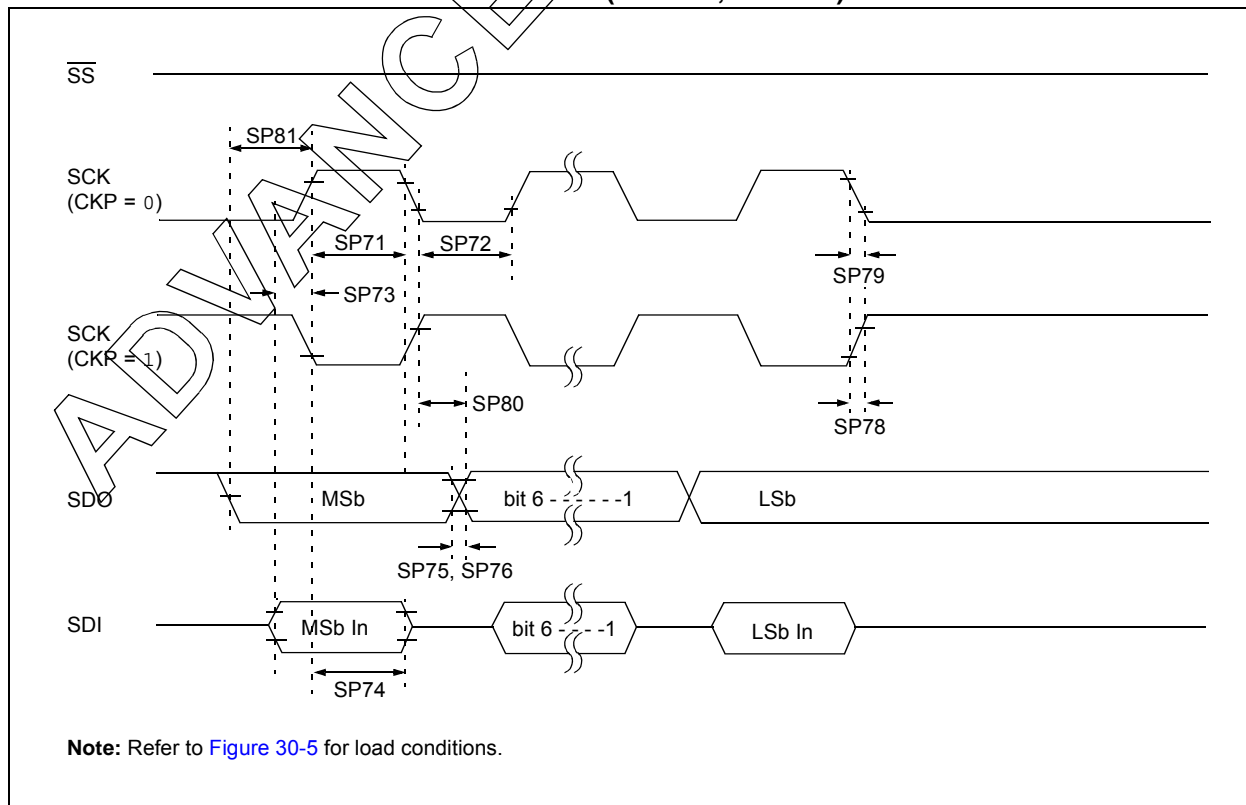 SS
SP81
SCK
(CKP = 0)
SP71
SP72
SP79
SP73
SCK
(CKP = 1)
SP80
SP78
SDO
MSb
bit 6 - - - - - -1
LSb
SP75, SP76
SDI
MSb In
bit 6 - - - -1
LSb In
SP74
Note: Refer to Figure 30-5 for load conditions.
ADVANCE